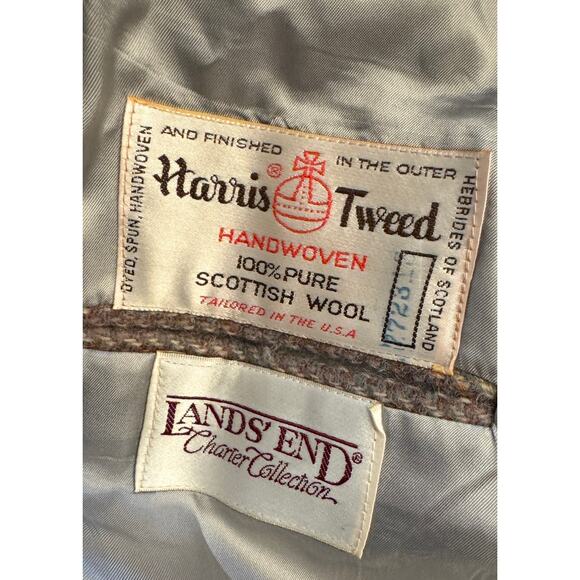 DYED, SPUN, HANDWOVEN
AND FINISHED
IN THE OUTER
HEBRIDES OF SCOTLAND
Harris® Tweed
HANDWOVEN
100% PURE
SCOTTISH WOOL
TAILORED IN THE U.S.A
LANDS' END®
Charter Collection